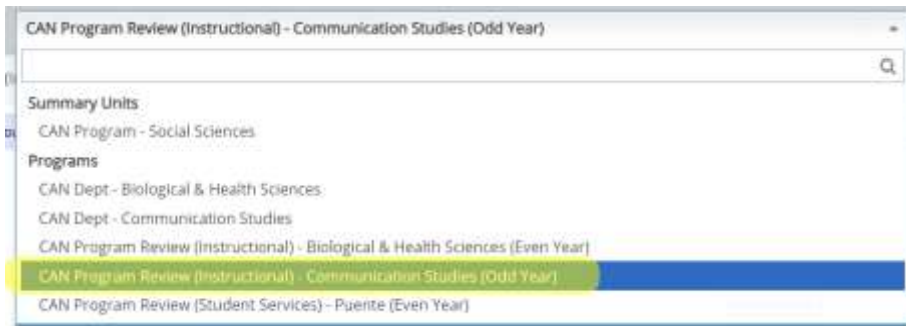 CAN Program Review (Instructional) - Communication Studies (Odd Year)
Summary Units
CAN Program - Social Sciences
Programs
CAN Dept - Biological & Health Sciences
CAN Dept - Communication Studies
CAN Program Review (Instructional) - Biological & Health Sciences (Even Year)
CAN Program Review (Instructional) - Communication Studies (Odd Year)
CAN Program Review (Student Services) - Puente (Even Year)